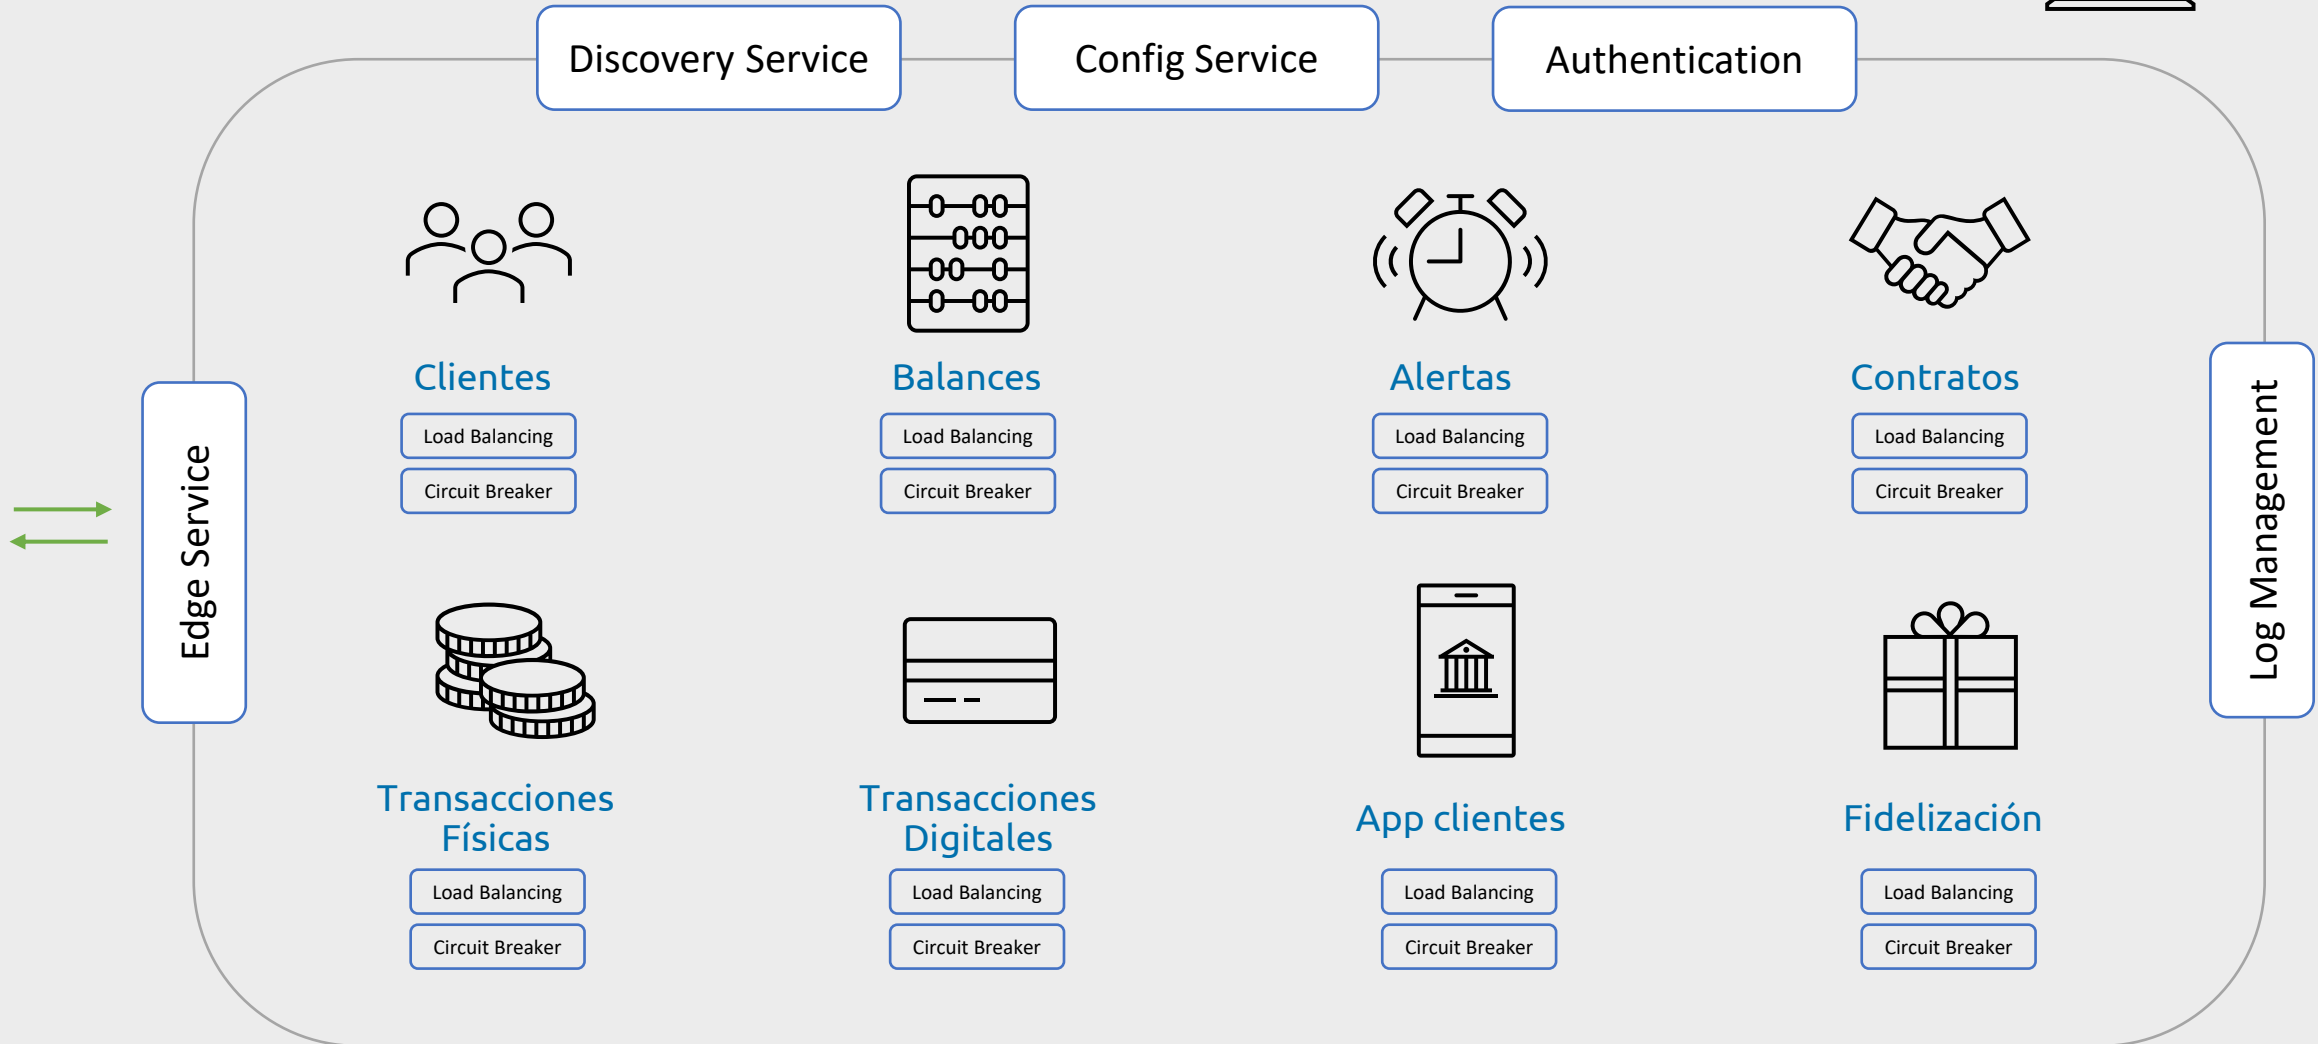 Discovery Service
Config Service
Authentication
Edge Service
Log Management
Clientes
Load Balancing
Circuit Breaker
Balances
Load Balancing
Circuit Breaker
Alertas
Load Balancing
Circuit Breaker
Contratos
Load Balancing
Circuit Breaker
Transacciones
Físicas
Load Balancing
Circuit Breaker
Transacciones
Digitales
Load Balancing
Circuit Breaker
App clientes
Load Balancing
Circuit Breaker
Fidelización
Load Balancing
Circuit Breaker